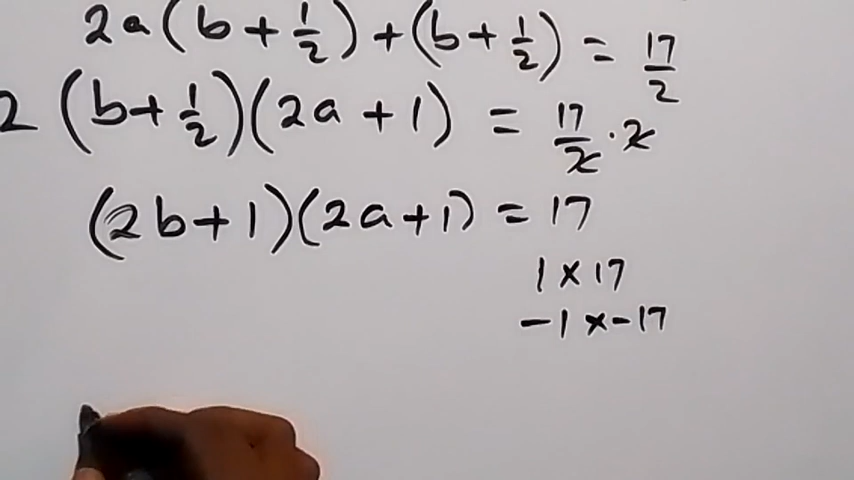 2a(b + 1/2) + (b + 1/2) = 17/2
2 (b + 1/2)(2a + 1) = 17/2 · 2
(2b + 1)(2a + 1) = 17
1 × 17
-1 × -17